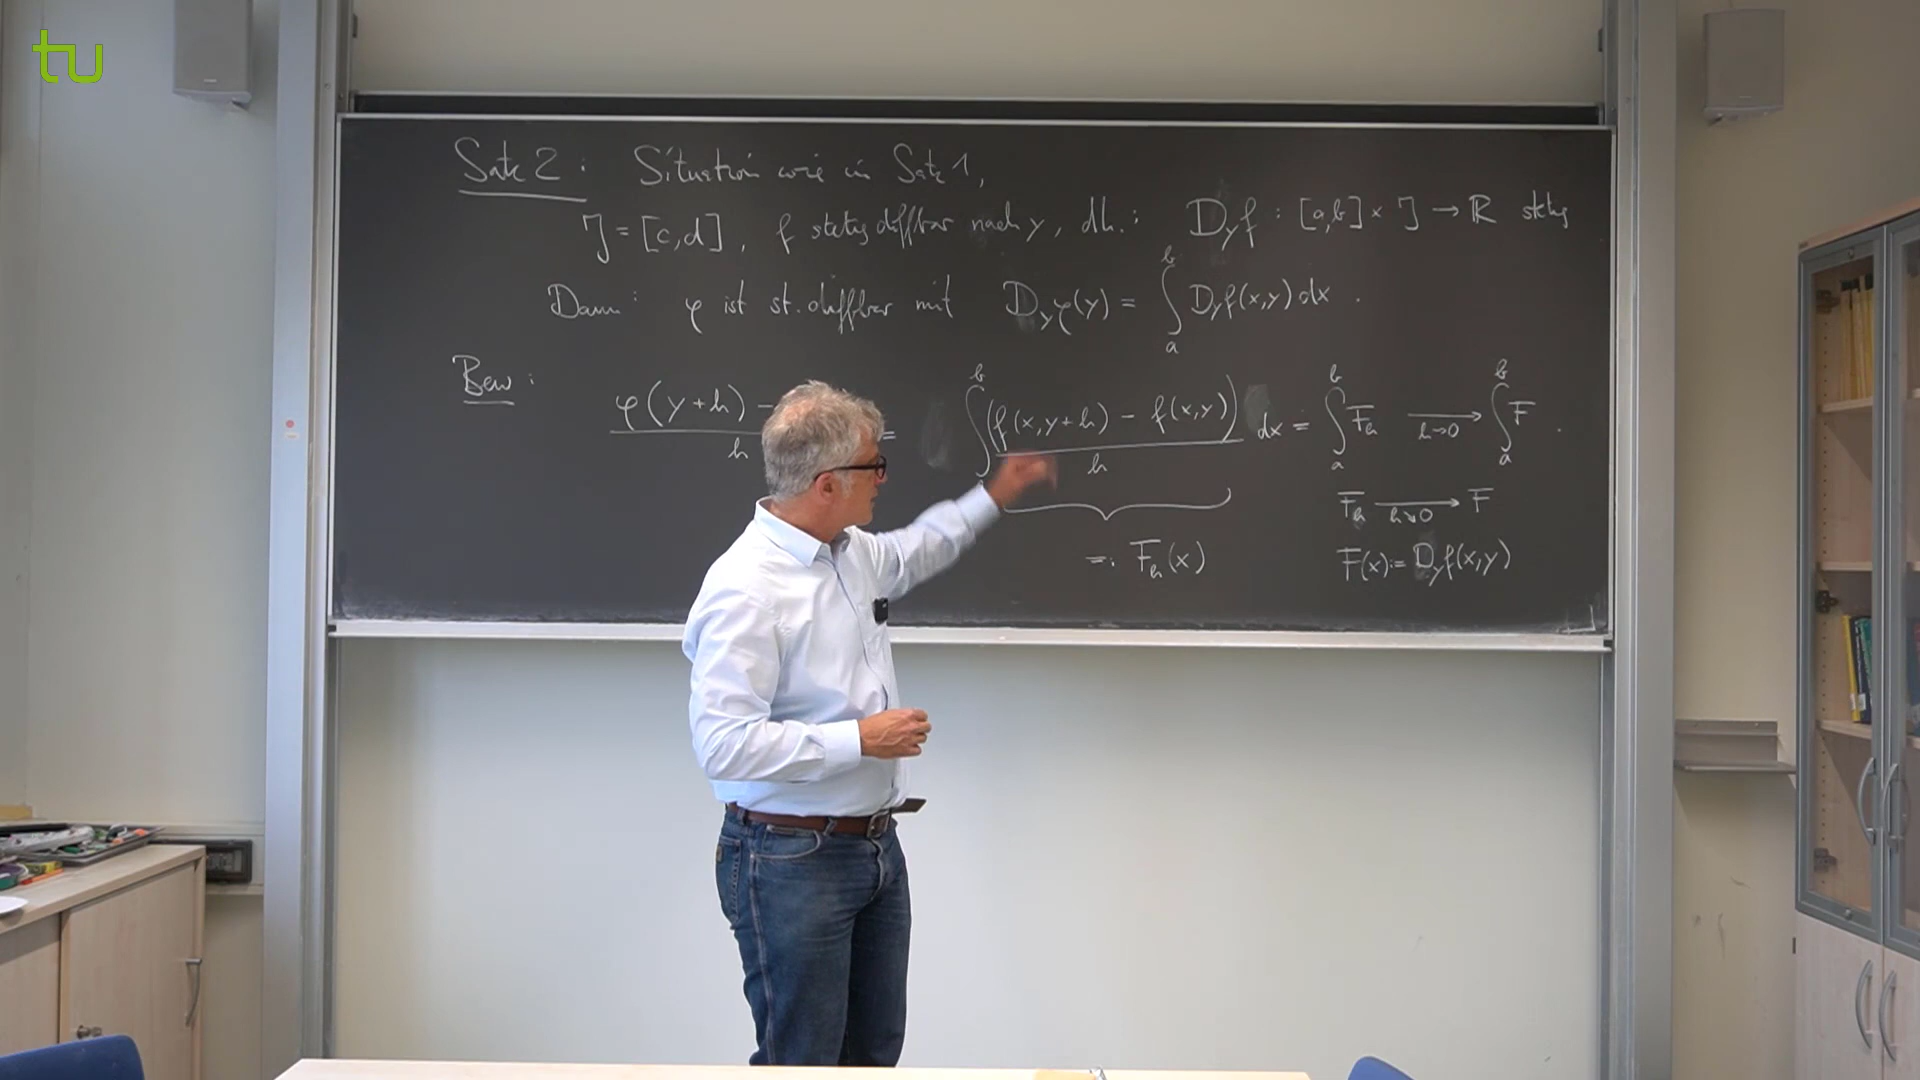 tu
Satz 2: Situation wie in Satz 1,
J = [c,d], f stetig diffbar nach y, dh.: D_y f : [a,b] × J → ℝ stetig
Dann: φ ist st. diffbar mit D_y φ(y) = ∫_a^b D_y f(x,y) dx .
Bew: φ(y+h) - / h = ∫^b (f(x,y+h) - f(x,y)) / h dx = ∫_a^b F_h → h→0 ∫_a^b F .
F_h → h↘0 F
=: F_h(x) F(x) := D_y f(x,y)